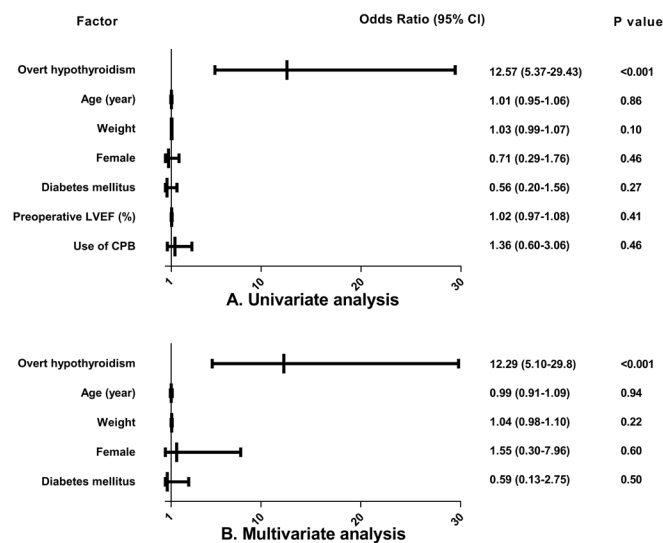 Factor Odds Ratio (95% CI) P value
Overt hypothyroidism 12.57 (5.37-29.43) <0.001
Age (year) 1.01 (0.95-1.06) 0.86
Weight 1.03 (0.99-1.07) 0.10
Female 0.71 (0.29-1.76) 0.46
Diabetes mellitus 0.56 (0.20-1.56) 0.27
Preoperative LVEF (%) 1.02 (0.97-1.08) 0.41
Use of CPB 1.36 (0.60-3.06) 0.46
1 10 20 30
A. Univariate analysis
Overt hypothyroidism 12.29 (5.10-29.8) <0.001
Age (year) 0.99 (0.91-1.09) 0.94
Weight 1.04 (0.98-1.10) 0.22
Female 1.55 (0.30-7.96) 0.60
Diabetes mellitus 0.59 (0.13-2.75) 0.50
1 10 20 30
B. Multivariate analysis